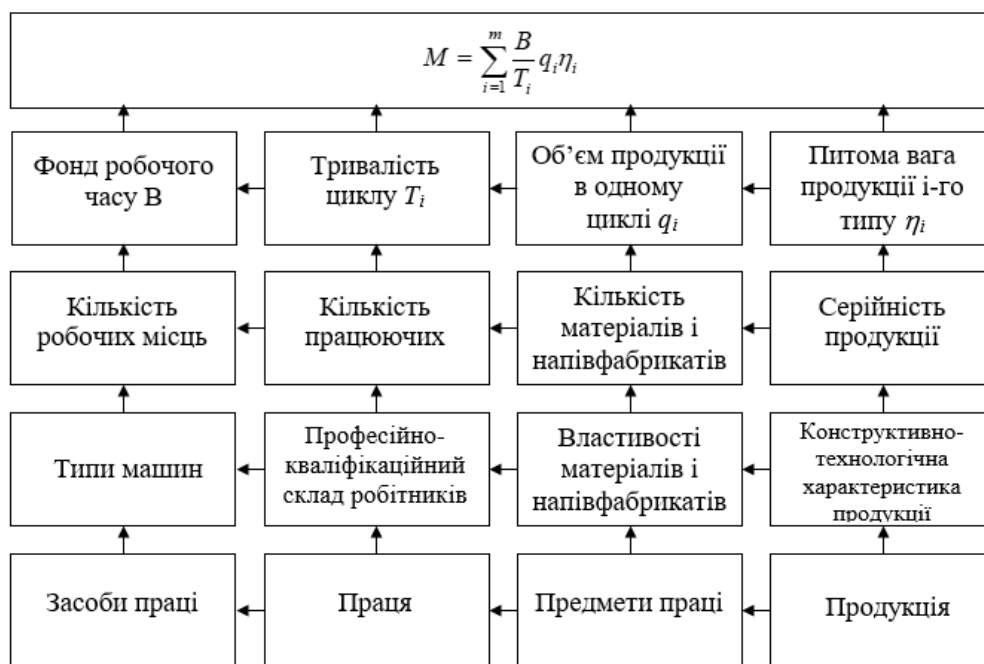 M = \sum_{i=1}^{m} \frac{B}{T_i} q_i η_i
Фонд робочого
часу В
Тривалість
циклу T_i
Об’єм продукції
в одному
циклі q_i
Питома вага
продукції і-го
типу η_i
Кількість
робочих місць
Кількість
працюючих
Кількість
матеріалів і
напівфабрикатів
Серійність
продукції
Типи машин
Професійно-
кваліфікаційний
склад робітників
Властивості
матеріалів і
напівфабрикатів
Конструктивно-
технологічна
характеристика
продукції
Засоби праці
Праця
Предмети праці
Продукція